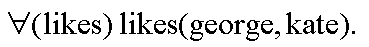 ∀(likes) likes(george, kate).